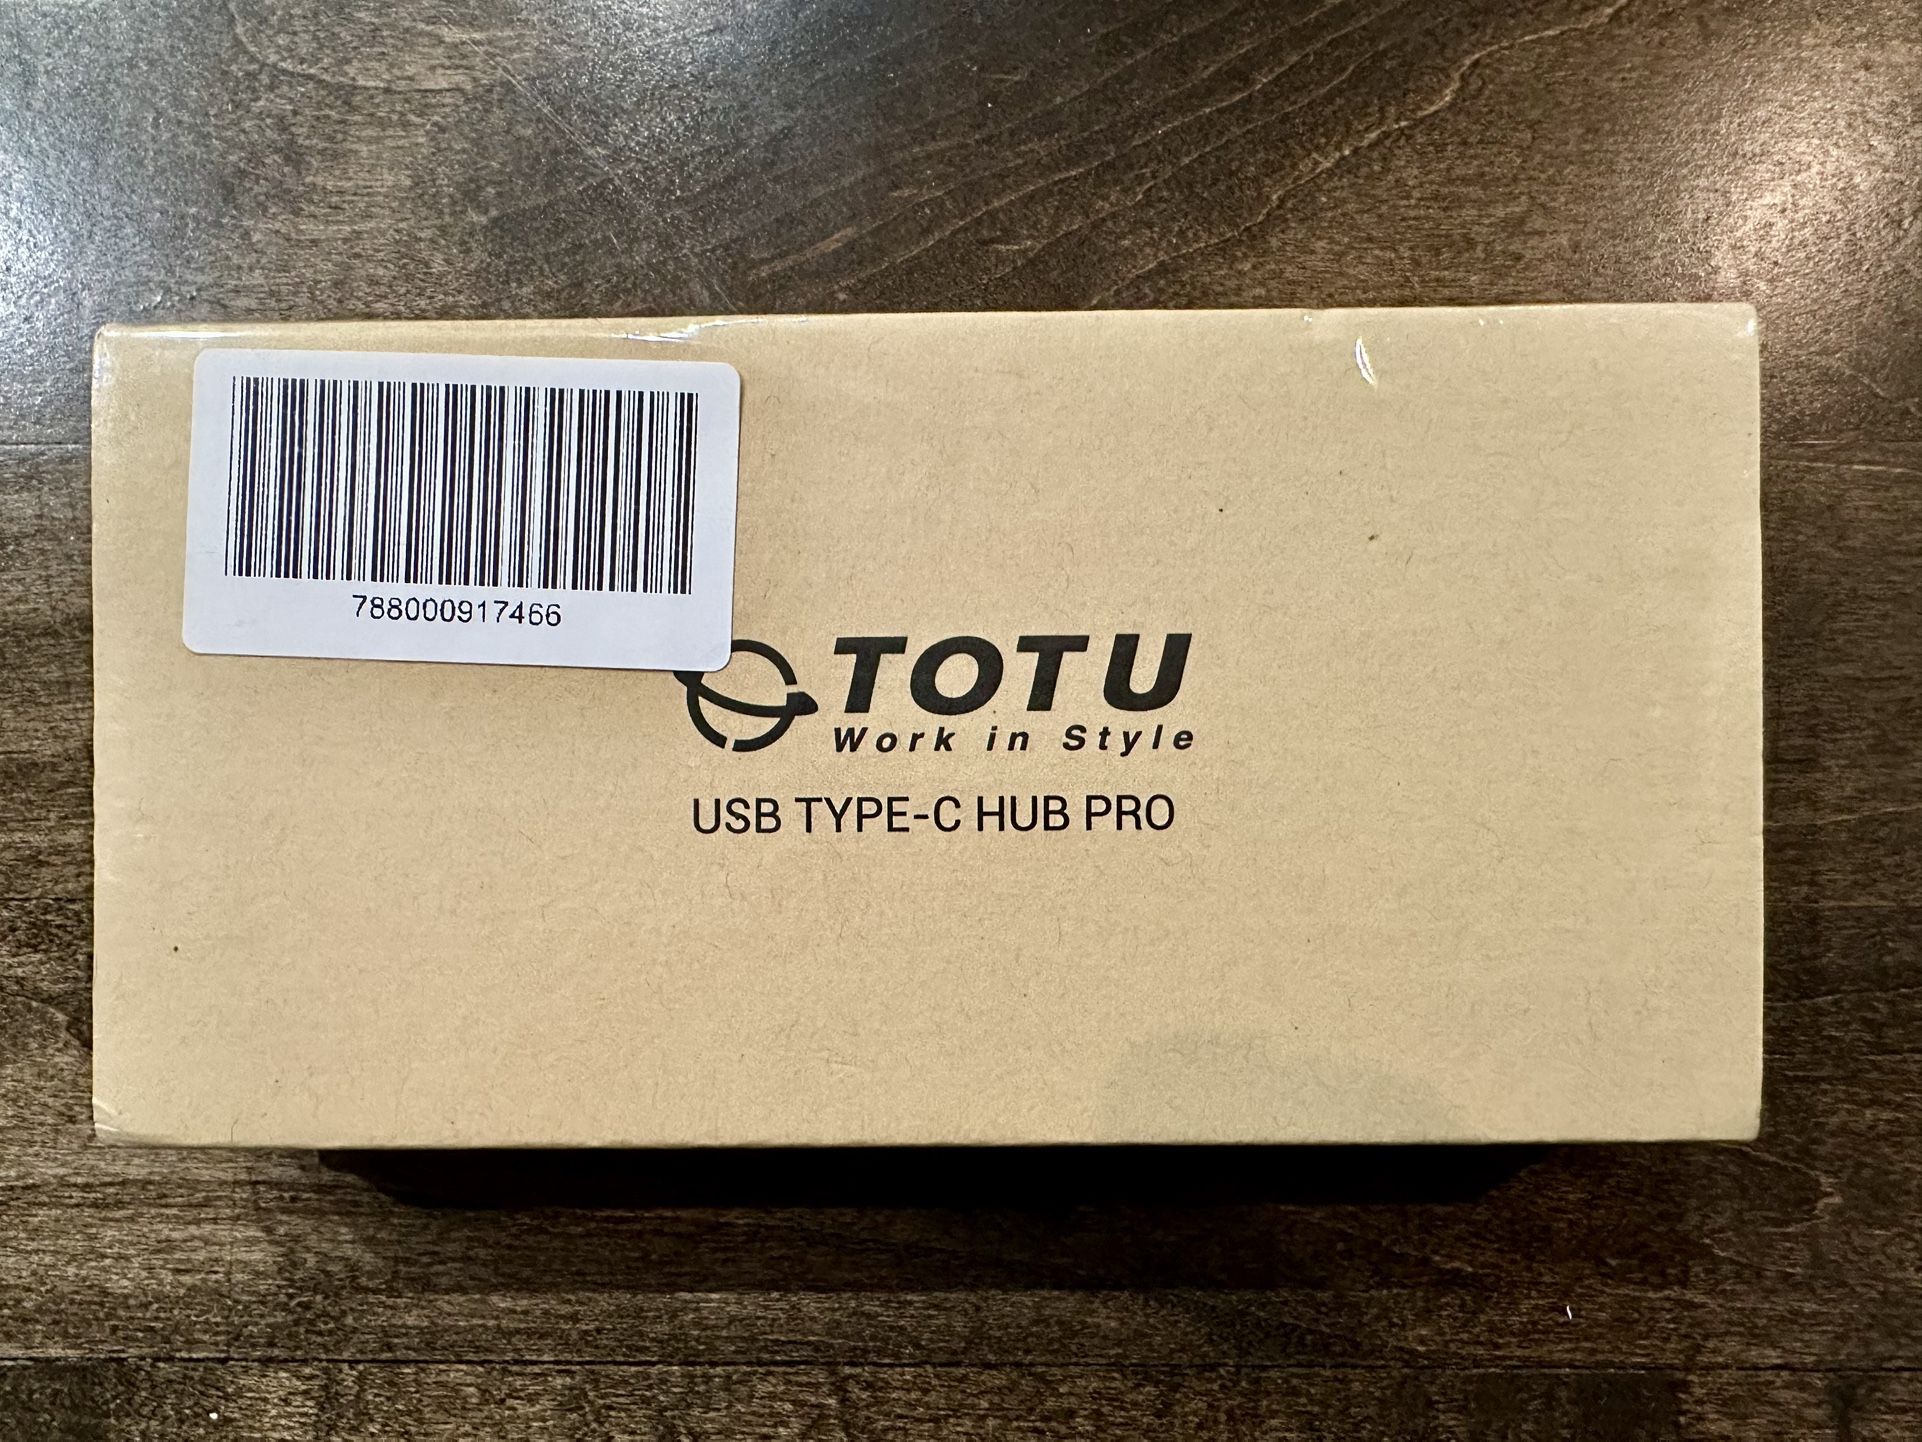 788000917466
TOTU
Work in Style
USB TYPE-C HUB PRO